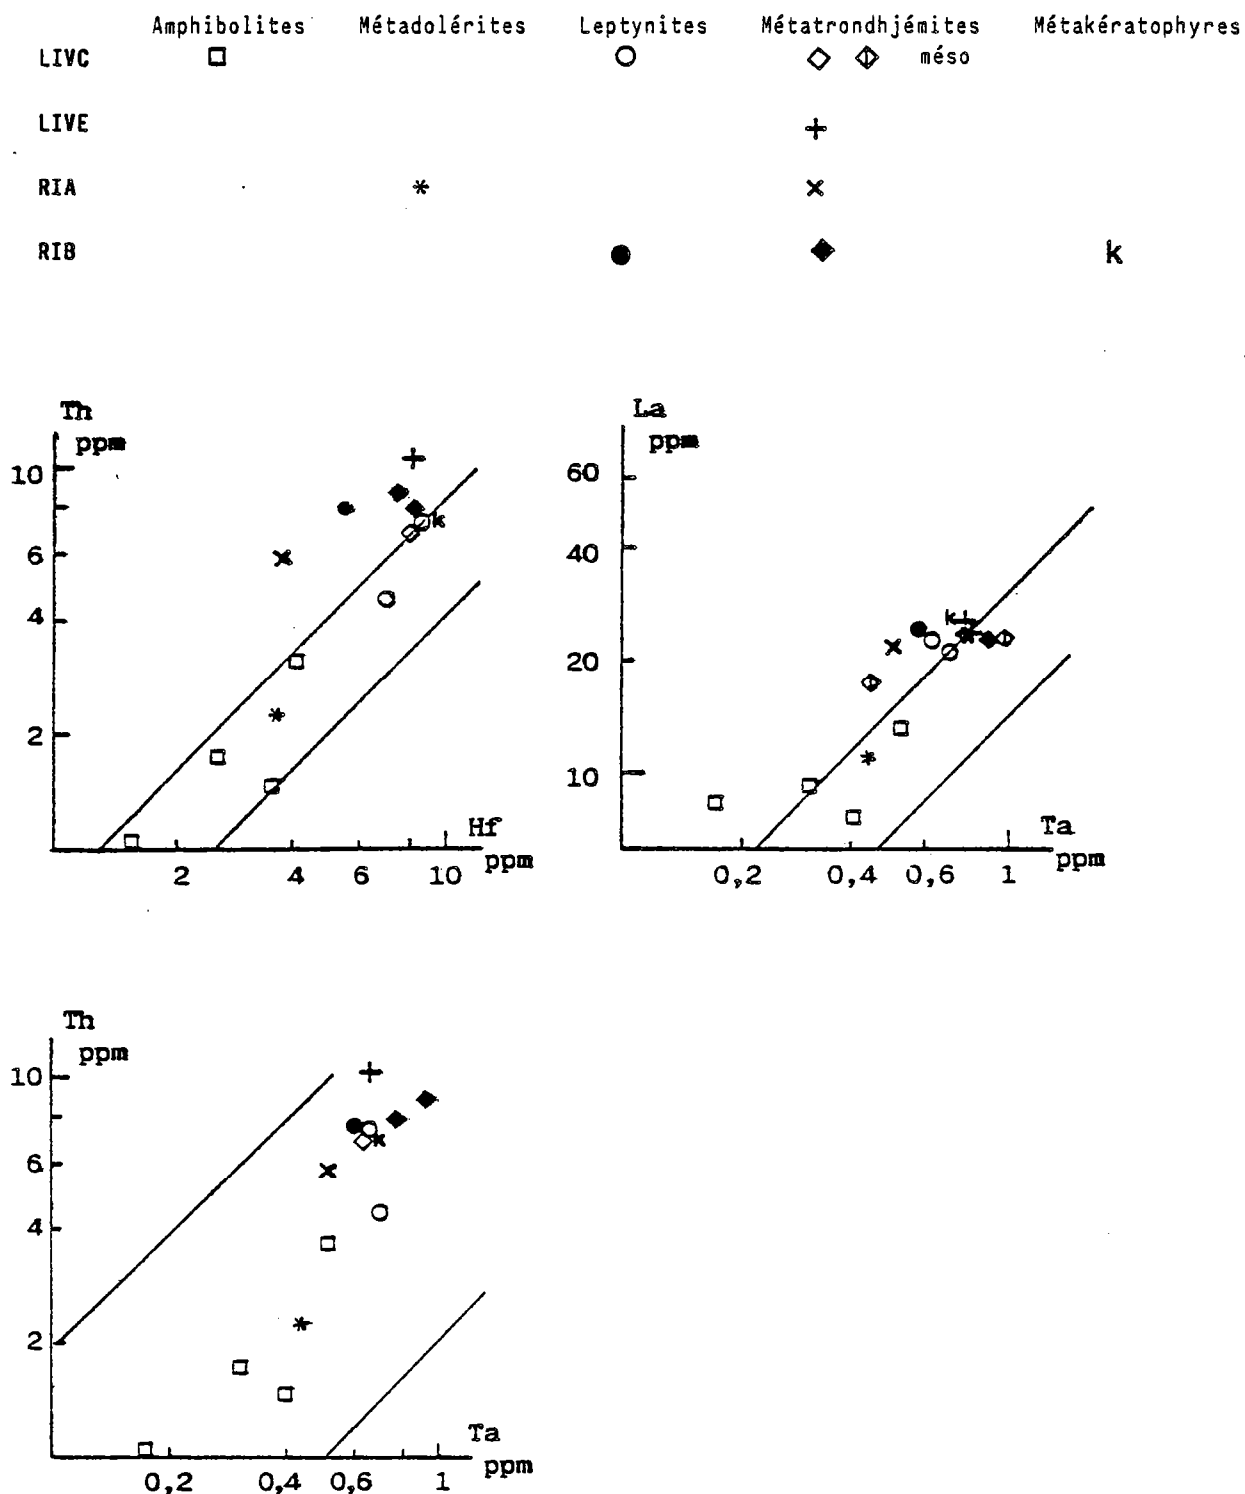 Amphibolites Métadolérites Leptynites Métatrondhjémites Métakératophyres
LIVC méso
LIVE
RIA
RIB k
Th
ppm
10
6
4
2
Hf
ppm
2 4 6 10
k
La
ppm
60
40
20
10
k
Ta
ppm
0,2 0,4 0,6 1
Th
ppm
10
6
4
2
k
Ta
ppm
0,2 0,4 0,6 1